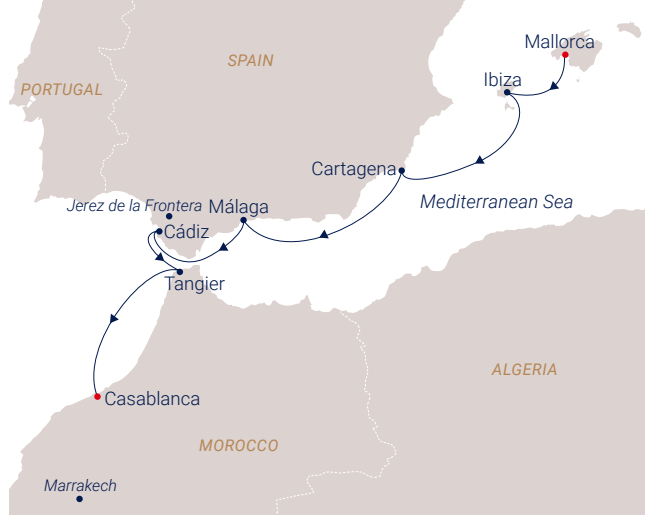 Mallorca
SPAIN
Ibiza
PORTUGAL
Cartagena
Mediterranean Sea
Jerez de la Frontera
Málaga
Cádiz
Tangier
ALGERIA
Casablanca
MOROCCO
Marrakech